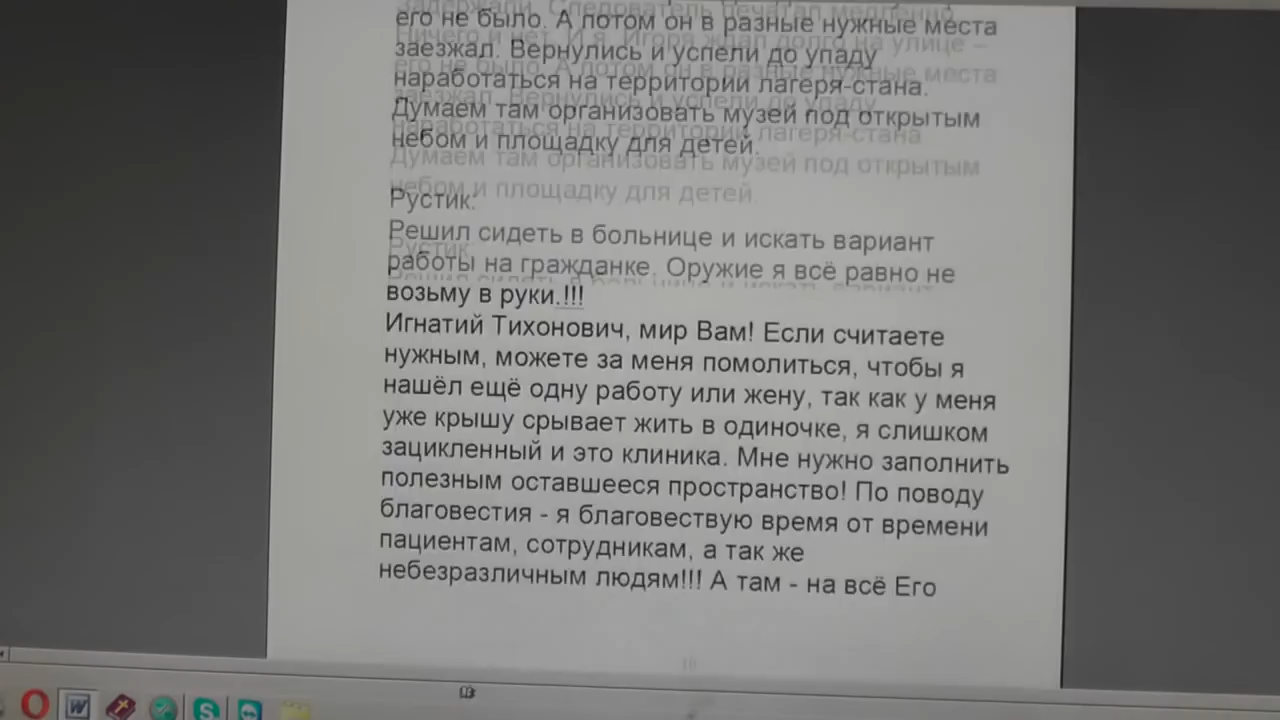 задержали. Следователь печатал медленно
его не было. А потом он в разные нужные места
заезжал. Вернулись и успели до упаду
наработаться на территории лагеря-стана.
Думаем там организовать музей под открытым
небом и площадку для детей.
Рустик:
Решил сидеть в больнице и искать вариант
работы на гражданке. Оружие я всё равно не
возьму в руки.!!!
Игнатий Тихонович, мир Вам! Если считаете
нужным, можете за меня помолиться, чтобы я
нашёл ещё одну работу или жену, так как у меня
уже крышу срывает жить в одиночке, я слишком
зацикленный и это клиника. Мне нужно заполнить
полезным оставшееся пространство! По поводу
благовестия - я благовествую время от времени
пациентам, сотрудникам, а так же
небезразличным людям!!! А там - на всё Его